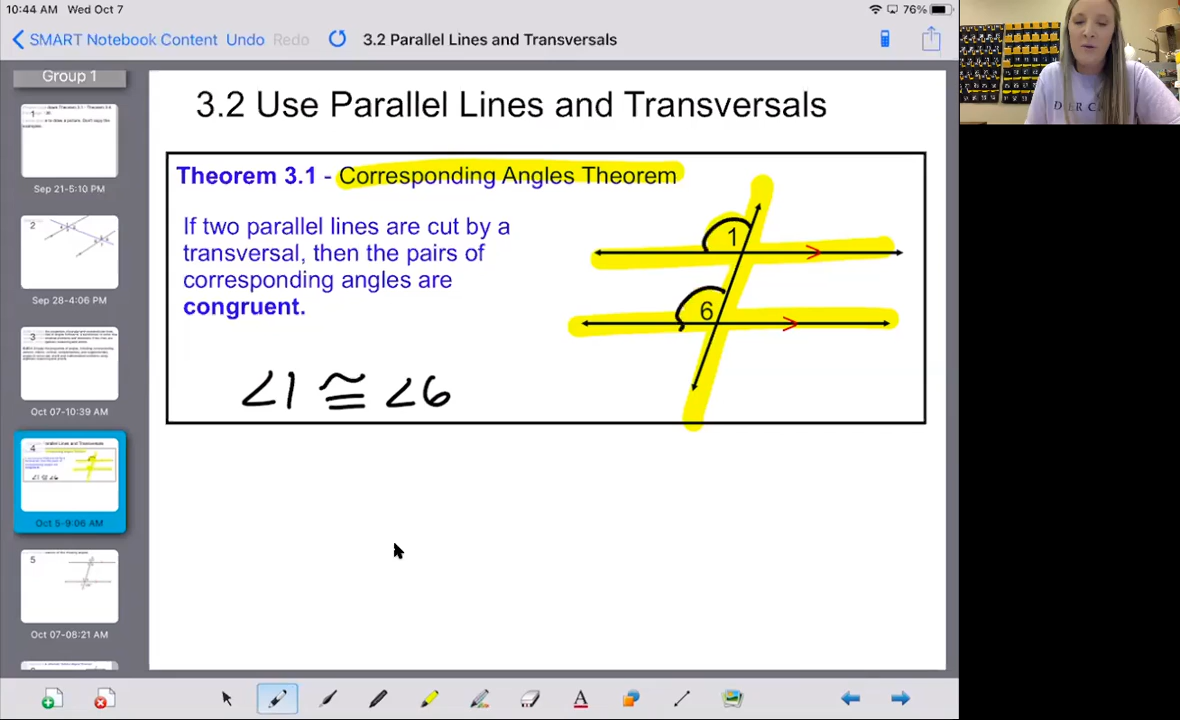 10:44 AM Wed Oct 7
76%
SMART Notebook Content Undo Redo
3.2 Parallel Lines and Transversals
Group 1
1
Sep 21-5:10 PM
2
Sep 28-4:06 PM
3
Oct 07-10:39 AM
4
∠1 ≅ ∠6
Oct 5-9:06 AM
5
Oct 07-08:21 AM
3.2 Use Parallel Lines and Transversals
Theorem 3.1 - Corresponding Angles Theorem
If two parallel lines are cut by a
transversal, then the pairs of
corresponding angles are
congruent.
∠1 ≅ ∠6
1
6
A